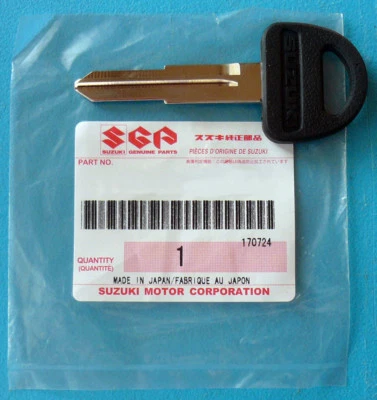 SUZUKI
SGP スズキ純正部品
SUZUKI GENUINE PARTS PIÈCES D'ORIGINE DE SUZUKI
PART NO.
170724
QUANTITY 1
(QUANTITÉ)
MADE IN JAPAN/FABRIQUE AU JAPON
SUZUKI MOTOR CORPORATION